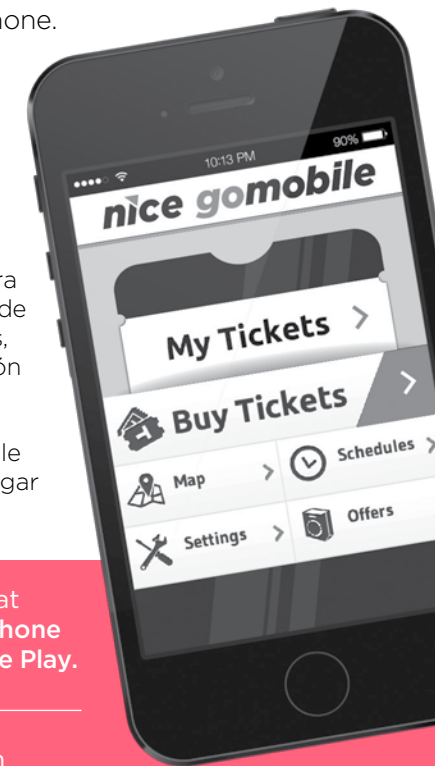 hone.
ra
de
s,
ón
le
gar
at
hone
e Play.
10:13 PM
90%
nice gomobile
My Tickets
Buy Tickets
Map
Schedules
Settings
Offers